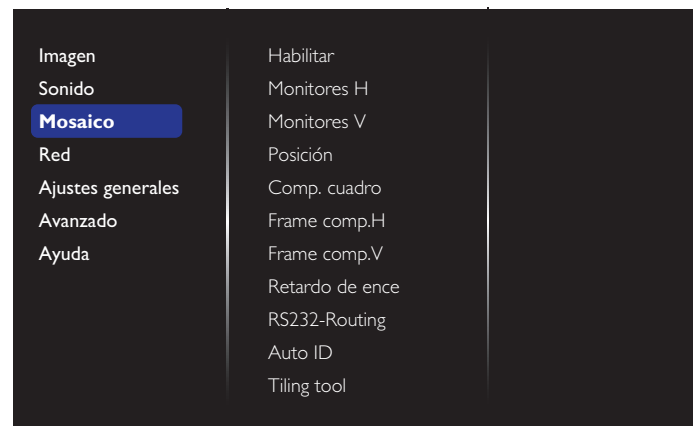 Imagen
Sonido
Mosaico
Red
Ajustes generales
Avanzado
Ayuda
Habilitar
Monitores H
Monitores V
Posición
Comp. cuadro
Frame comp.H
Frame comp.V
Retardo de ence
RS232-Routing
Auto ID
Tiling tool